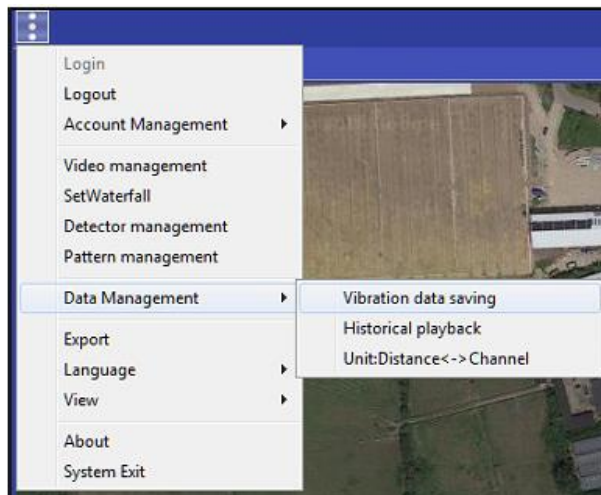 Login
Logout
Account Management
Video management
SetWaterfall
Detector management
Pattern management
Data Management
Vibration data saving
Historical playback
Unit:Distance<->Channel
Export
Language
View
About
System Exit